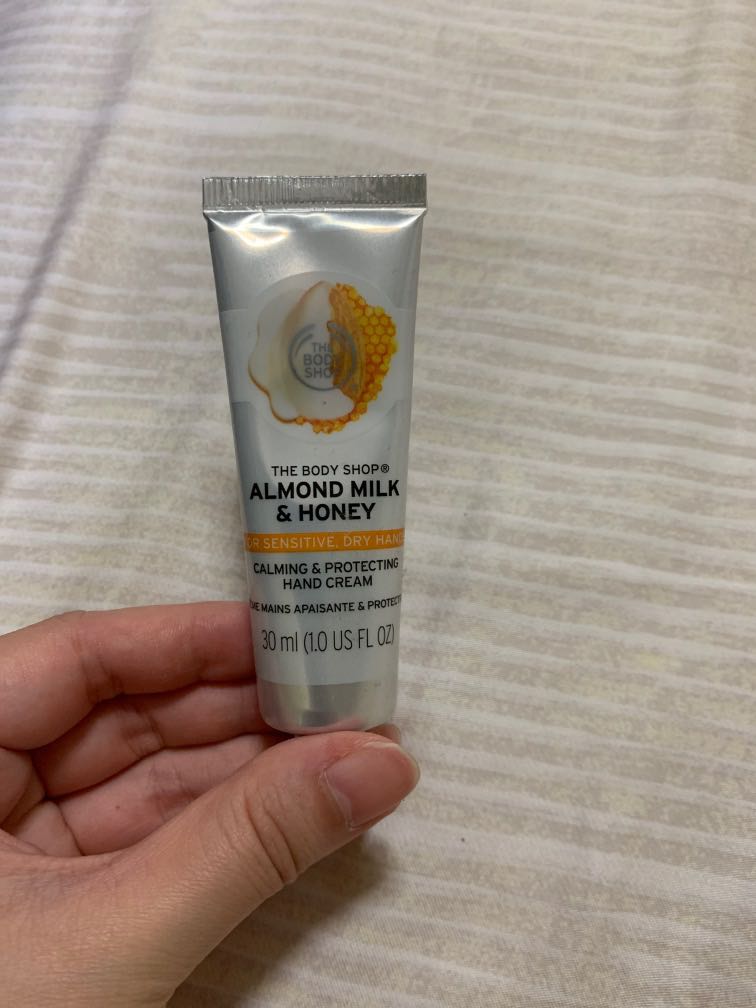 THE
BODY
SHOP
THE BODY SHOP®
ALMOND MILK
& HONEY
SENSITIVE, DRY
CALMING & PROTECTING
HAND CREAM
MAINS APAISANTE &
30 ml (1.0 US FL OZ)